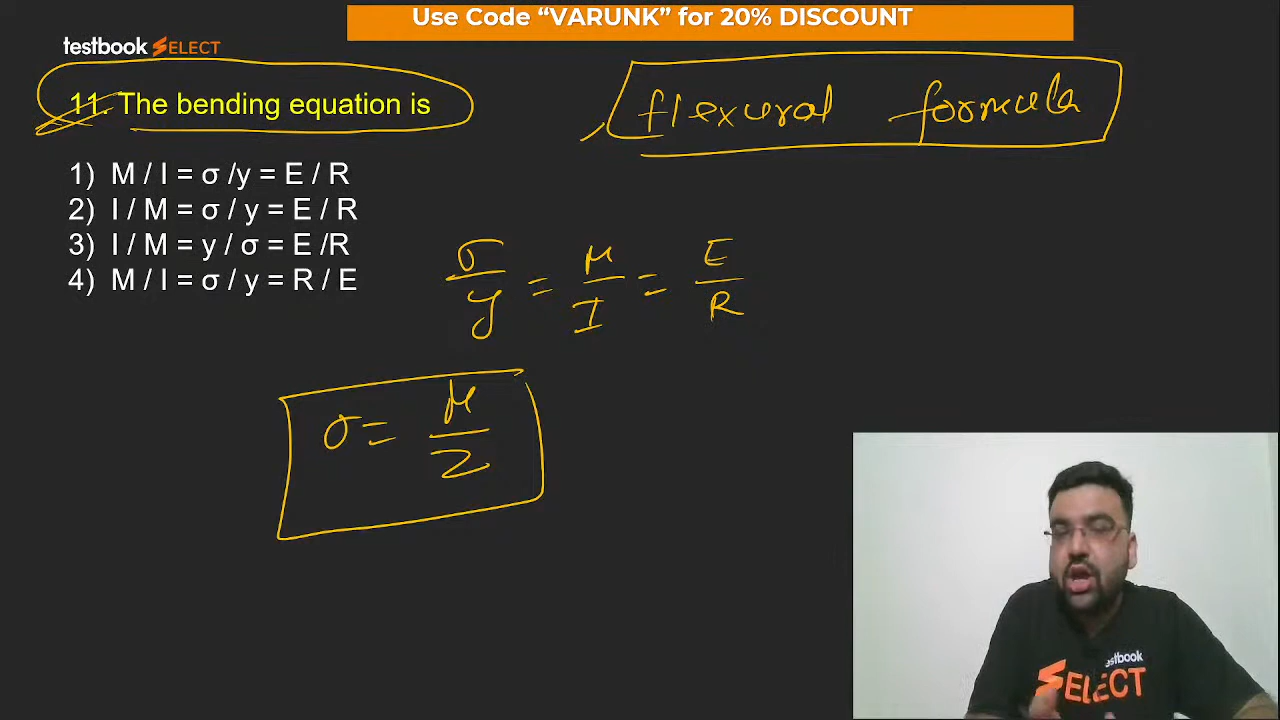 Use Code “VARUNK” for 20% DISCOUNT
testbook SELECT
11. The bending equation is
flexural formula
1) M / I = σ /y = E / R
2) I / M = σ / y = E / R
3) I / M = y / σ = E /R
4) M / I = σ / y = R / E
σ/y = M/I = E/R
σ = M/Z
testbook
SELECT